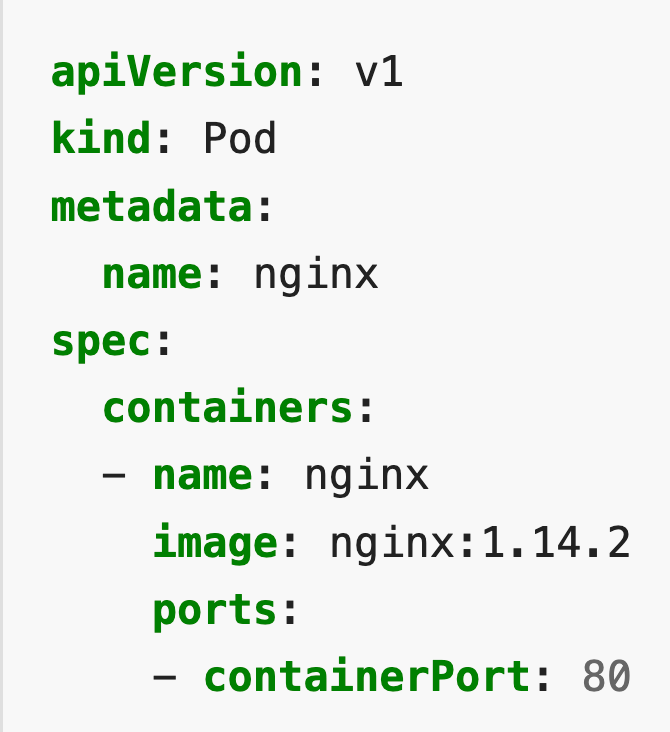 apiVersion: v1
kind: Pod
metadata:
  name: nginx
spec:
  containers:
  - name: nginx
    image: nginx:1.14.2
    ports:
    - containerPort: 80